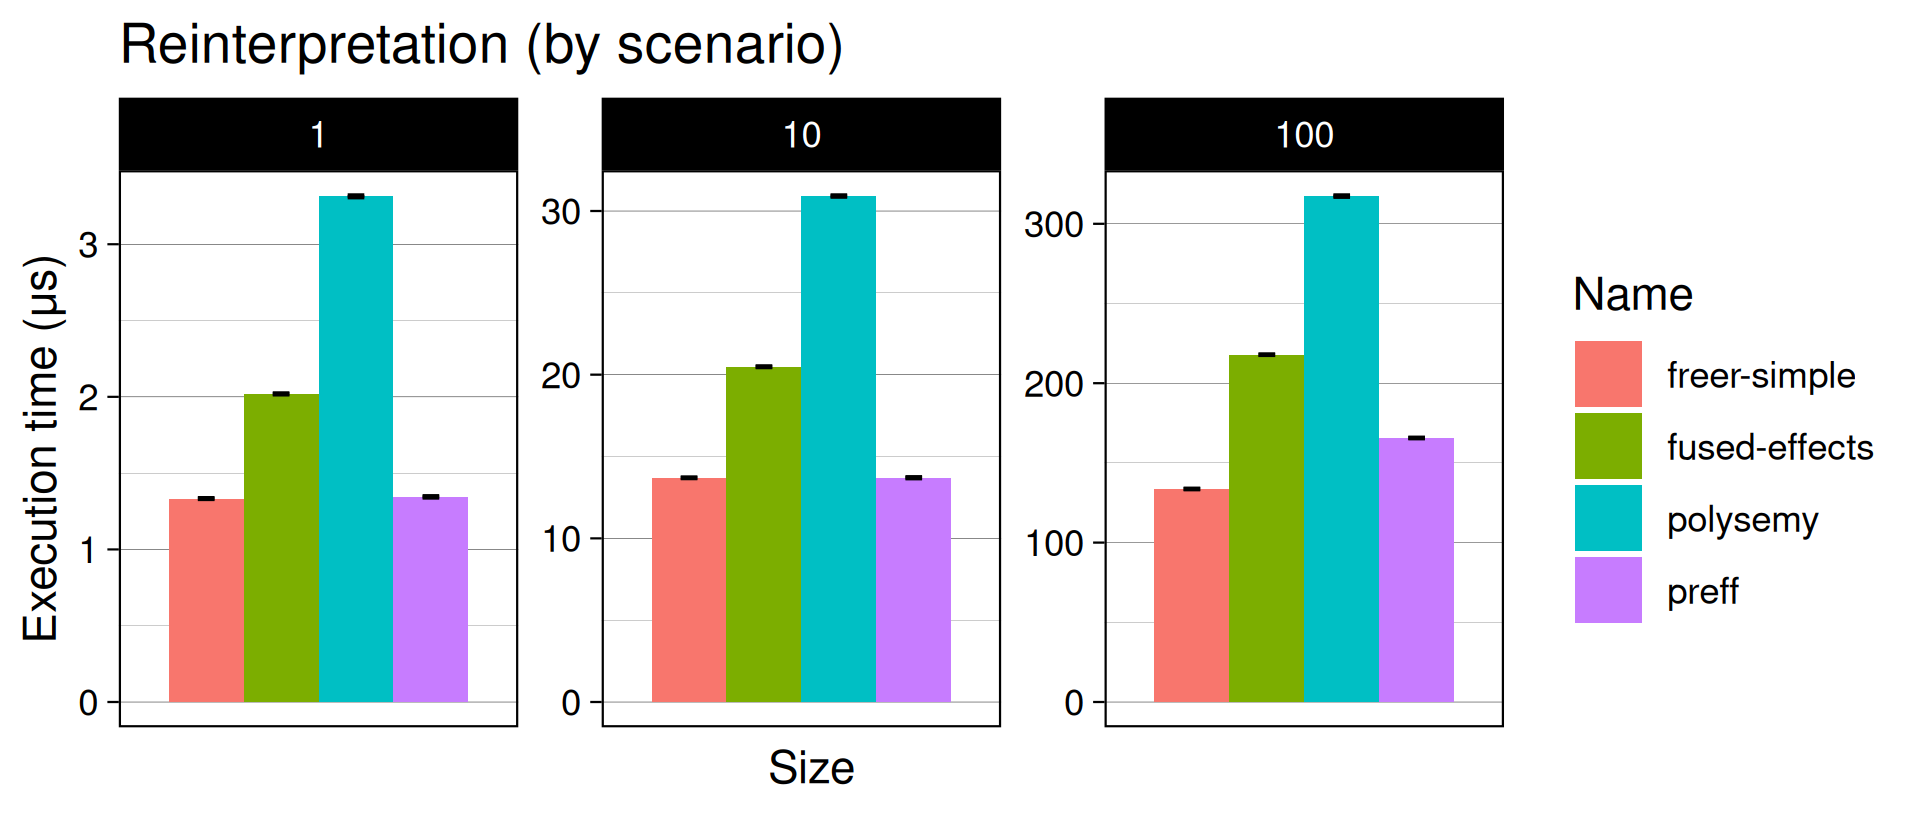 Reinterpretation (by scenario)
1
10
100
Execution time (μs)
3
2
1
0
30
20
10
0
300
200
100
0
Size
Name
freer-simple
fused-effects
polysemy
preff